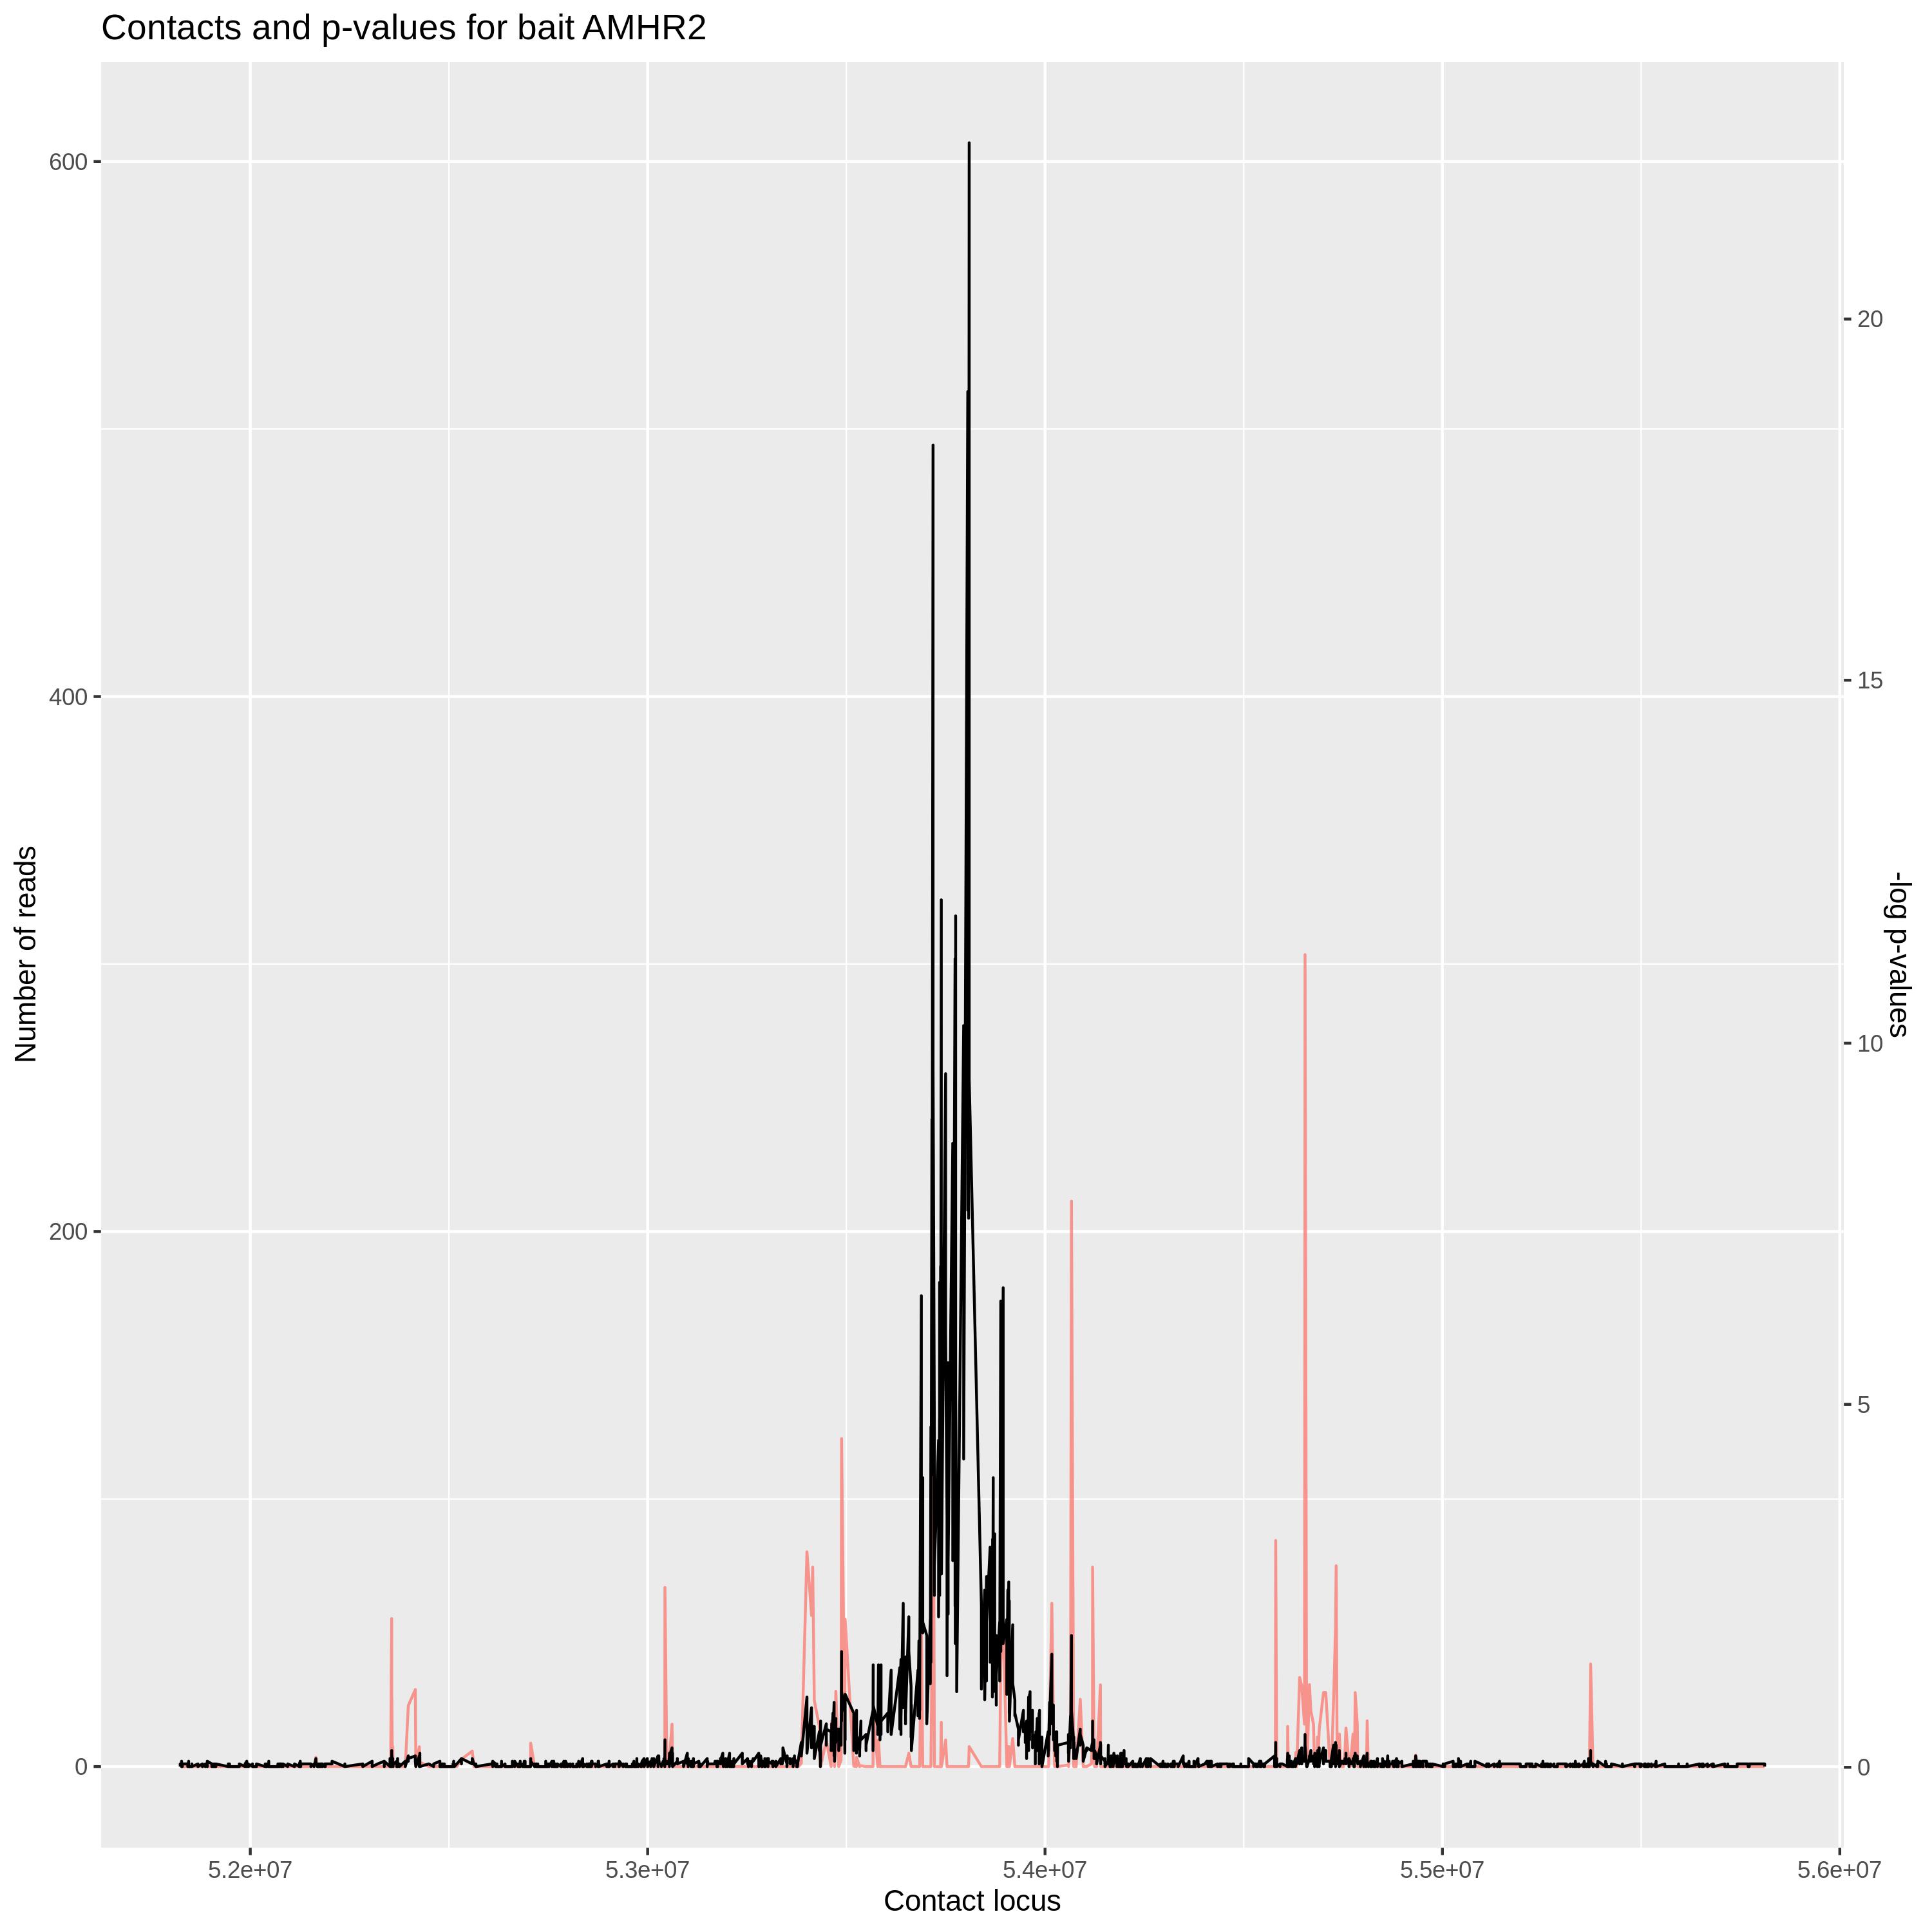 Contacts and p-values for bait AMHR2
600
400
200
0
Number of reads
20
15
10
5
0
-log p-values
5.2e+07
5.3e+07
5.4e+07
5.5e+07
5.6e+07
Contact locus